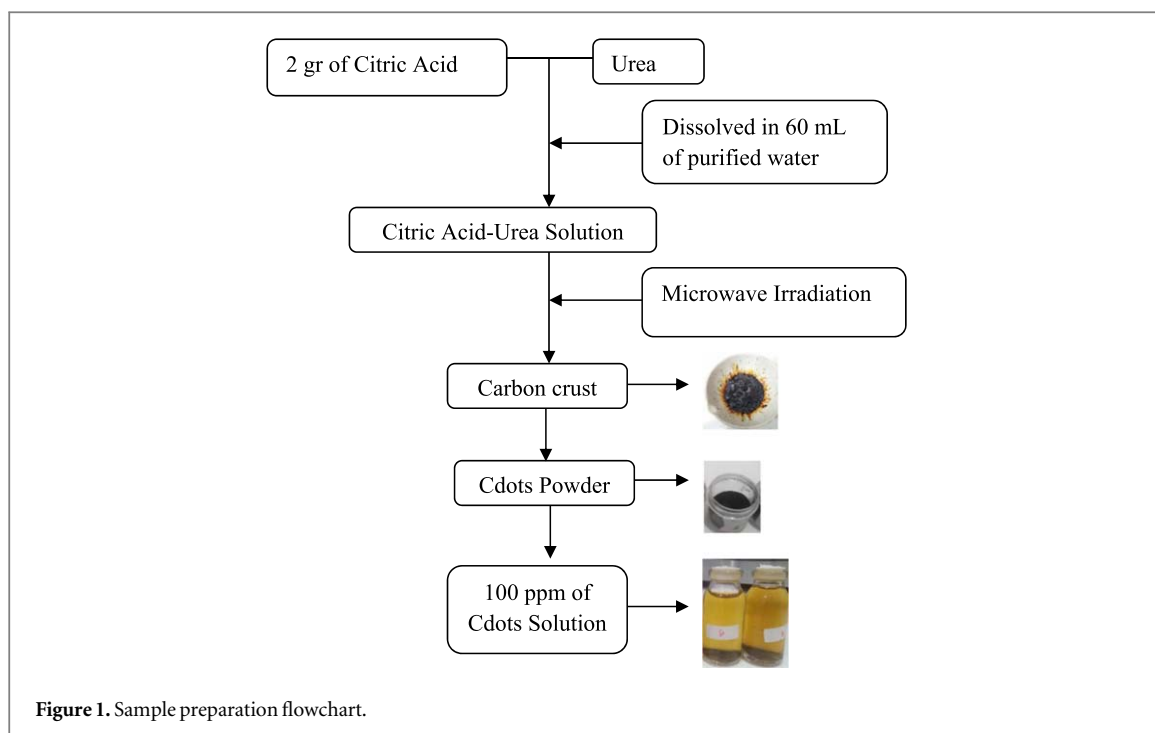 2 gr of Citric Acid
Urea
Dissolved in 60 mL
of purified water
Citric Acid-Urea Solution
Microwave Irradiation
Carbon crust
Cdots Powder
100 ppm of
Cdots Solution
Figure 1. Sample preparation flowchart.